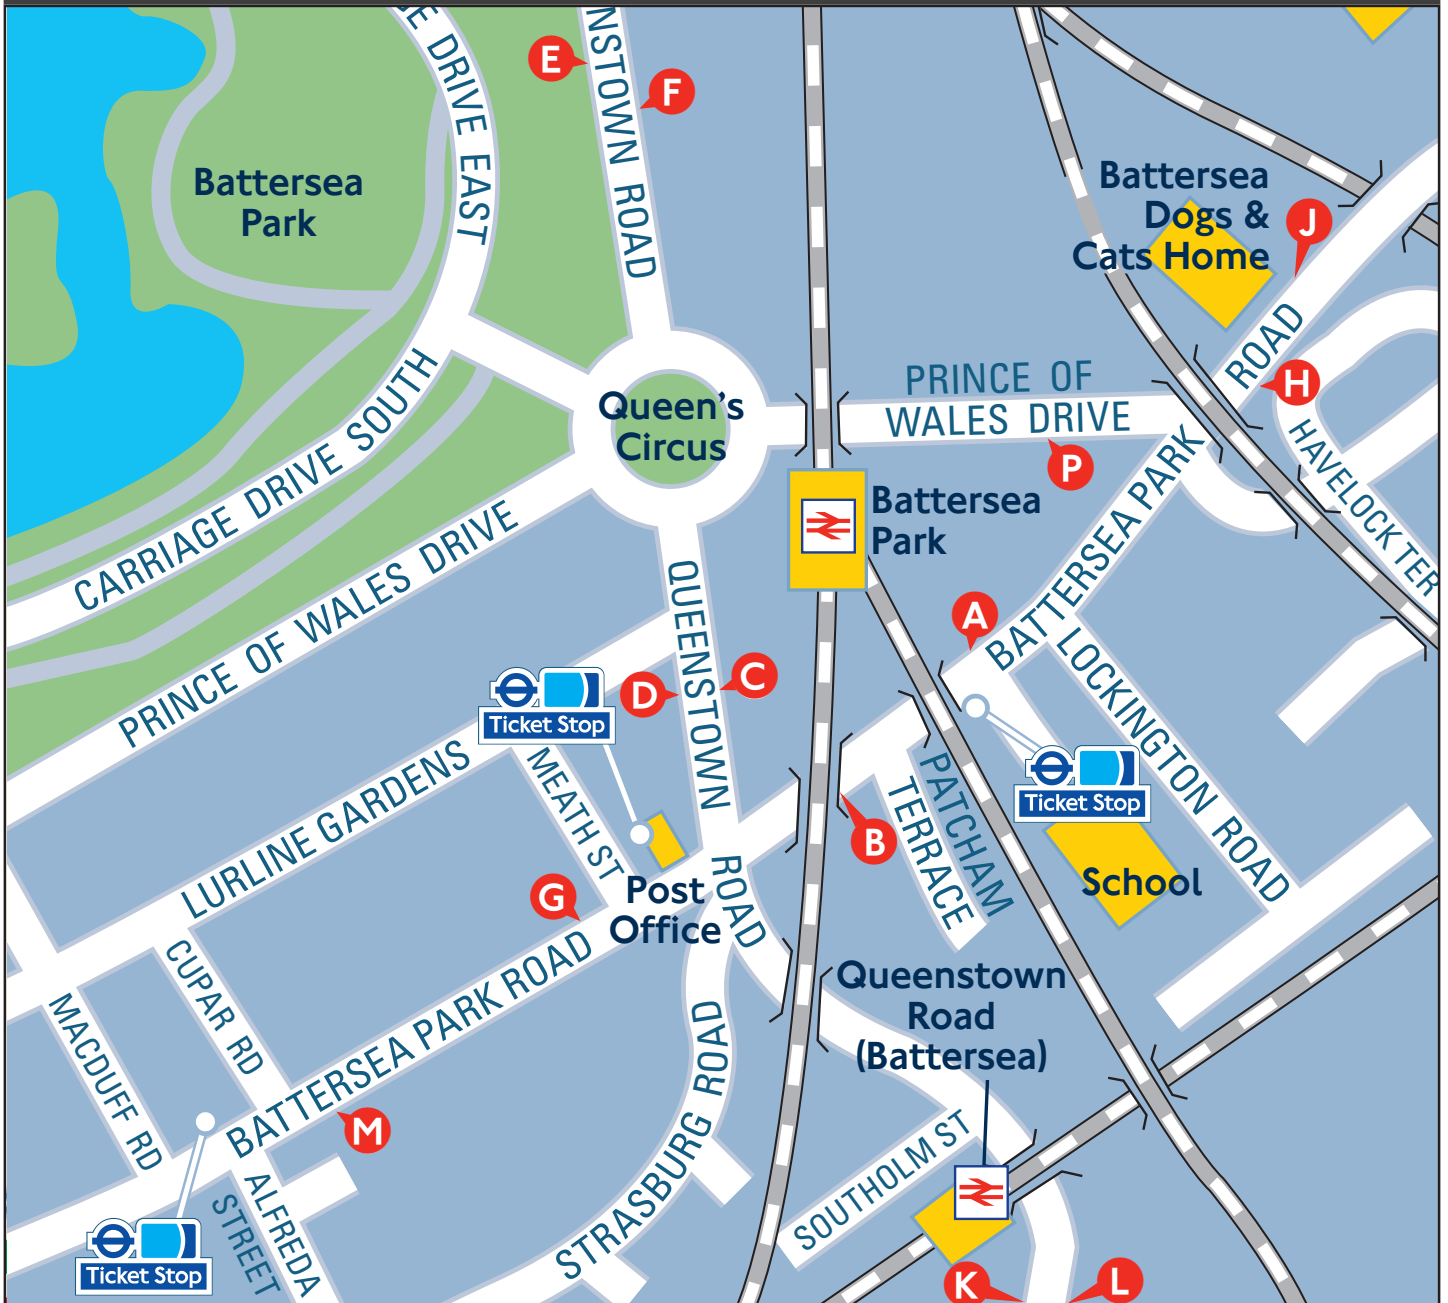 E DRIVE EAST
NSTOWN ROAD
E
F
Battersea
Park
Battersea
Dogs &
Cats Home
J
ROAD
H
PRINCE OF
WALES DRIVE
P
Queen's
Circus
HAVELOCK TER
CARRIAGE DRIVE SOUTH
PRINCE OF WALES DRIVE
Battersea
Park
BATTERSEA PARK
A
QUEENSTOWN
ROAD
D
C
Ticket Stop
LOCKINGTON ROAD
Ticket Stop
LURLINE GARDENS
MEATH ST
PATCHAM
TERRACE
B
School
G
Post
Office
BATTERSEA PARK ROAD
CUPAR RD
MACDUFF RD
Queenstown
Road
(Battersea)
STRASBURG ROAD
M
SOUTHOLM ST
ALFREDA
STREET
Ticket Stop
K
L